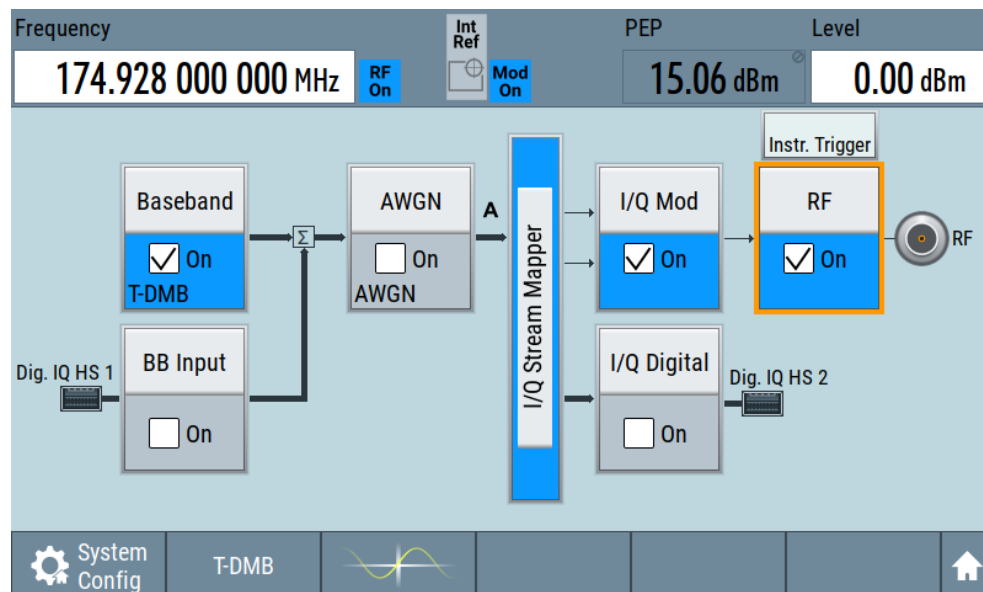 Frequency
Int
Ref
PEP
Level
174.928 000 000 MHz
RF
On
Mod
On
15.06 dBm
0.00 dBm
Instr. Trigger
Baseband
On
T-DMB
Σ
AWGN
On
AWGN
A
I/Q Stream Mapper
I/Q Mod
On
RF
On
RF
Dig. IQ HS 1
BB Input
On
I/Q Digital
On
Dig. IQ HS 2
System
Config
T-DMB